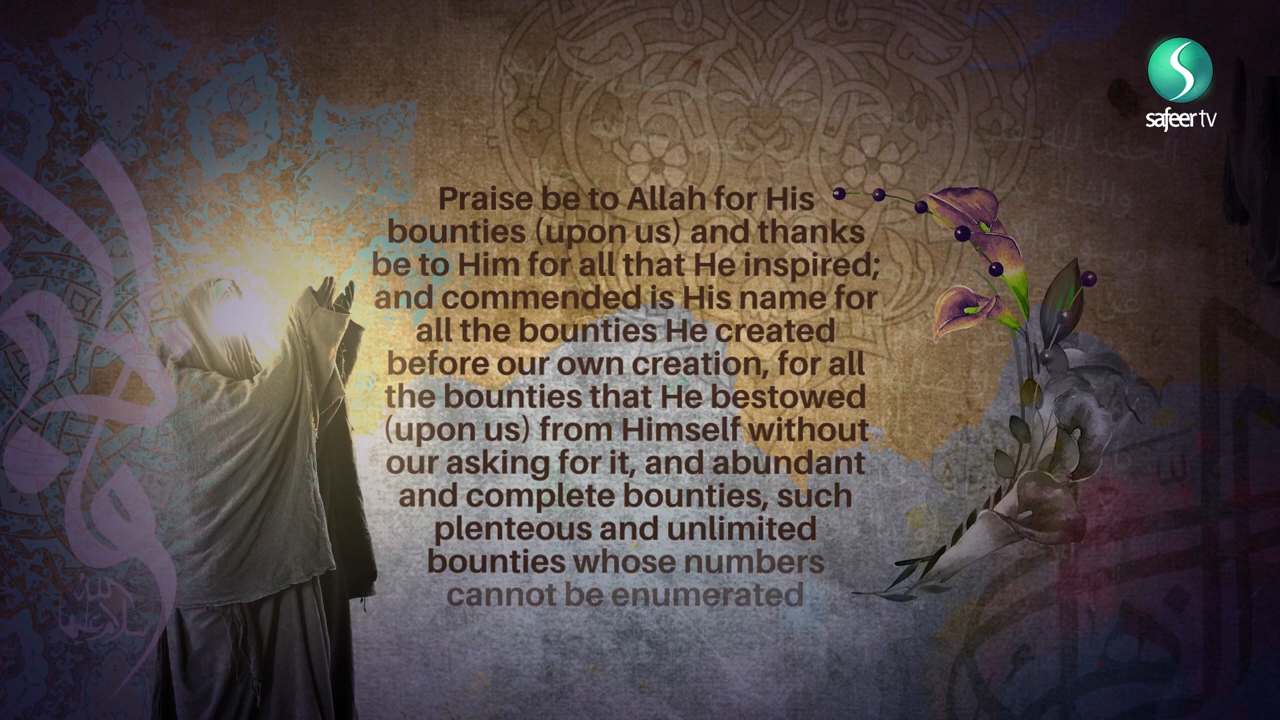 safeer tv
Praise be to Allah for His
bounties (upon us) and thanks
be to Him for all that He inspired;
and commended is His name for
all the bounties He created
before our own creation, for all
the bounties that He bestowed
(upon us) from Himself without
our asking for it, and abundant
and complete bounties, such
plenteous and unlimited
bounties whose numbers
cannot be enumerated